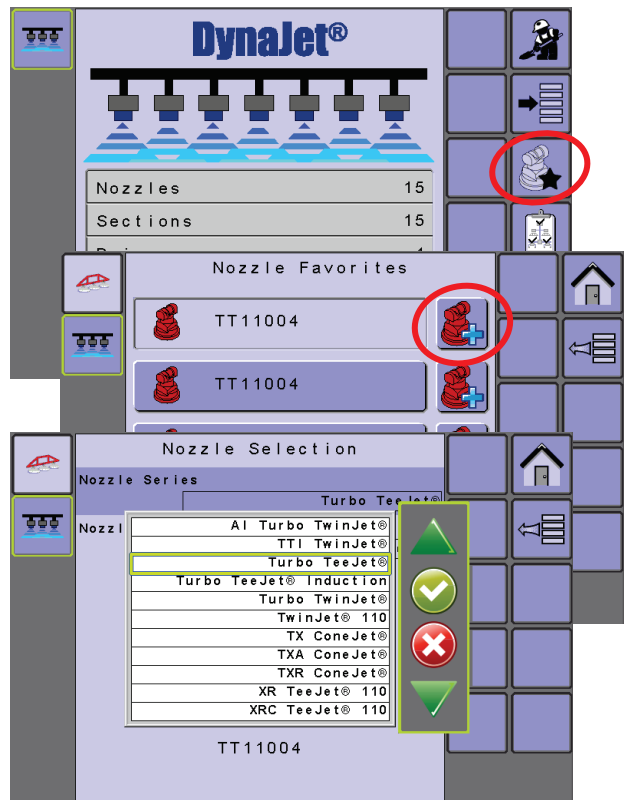 DynaJet®
Nozzles 15
Sections 15
Nozzle Favorites
TT11004
TT11004
Nozzle Selection
Nozzle Series
Turbo TeeJet®
AI Turbo TwinJet®
TTI TwinJet®
Turbo TeeJet®
Turbo TeeJet® Induction
Turbo TwinJet®
TwinJet® 110
TX ConeJet®
TXA ConeJet®
TXR ConeJet®
XR TeeJet® 110
XRC TeeJet® 110
TT11004